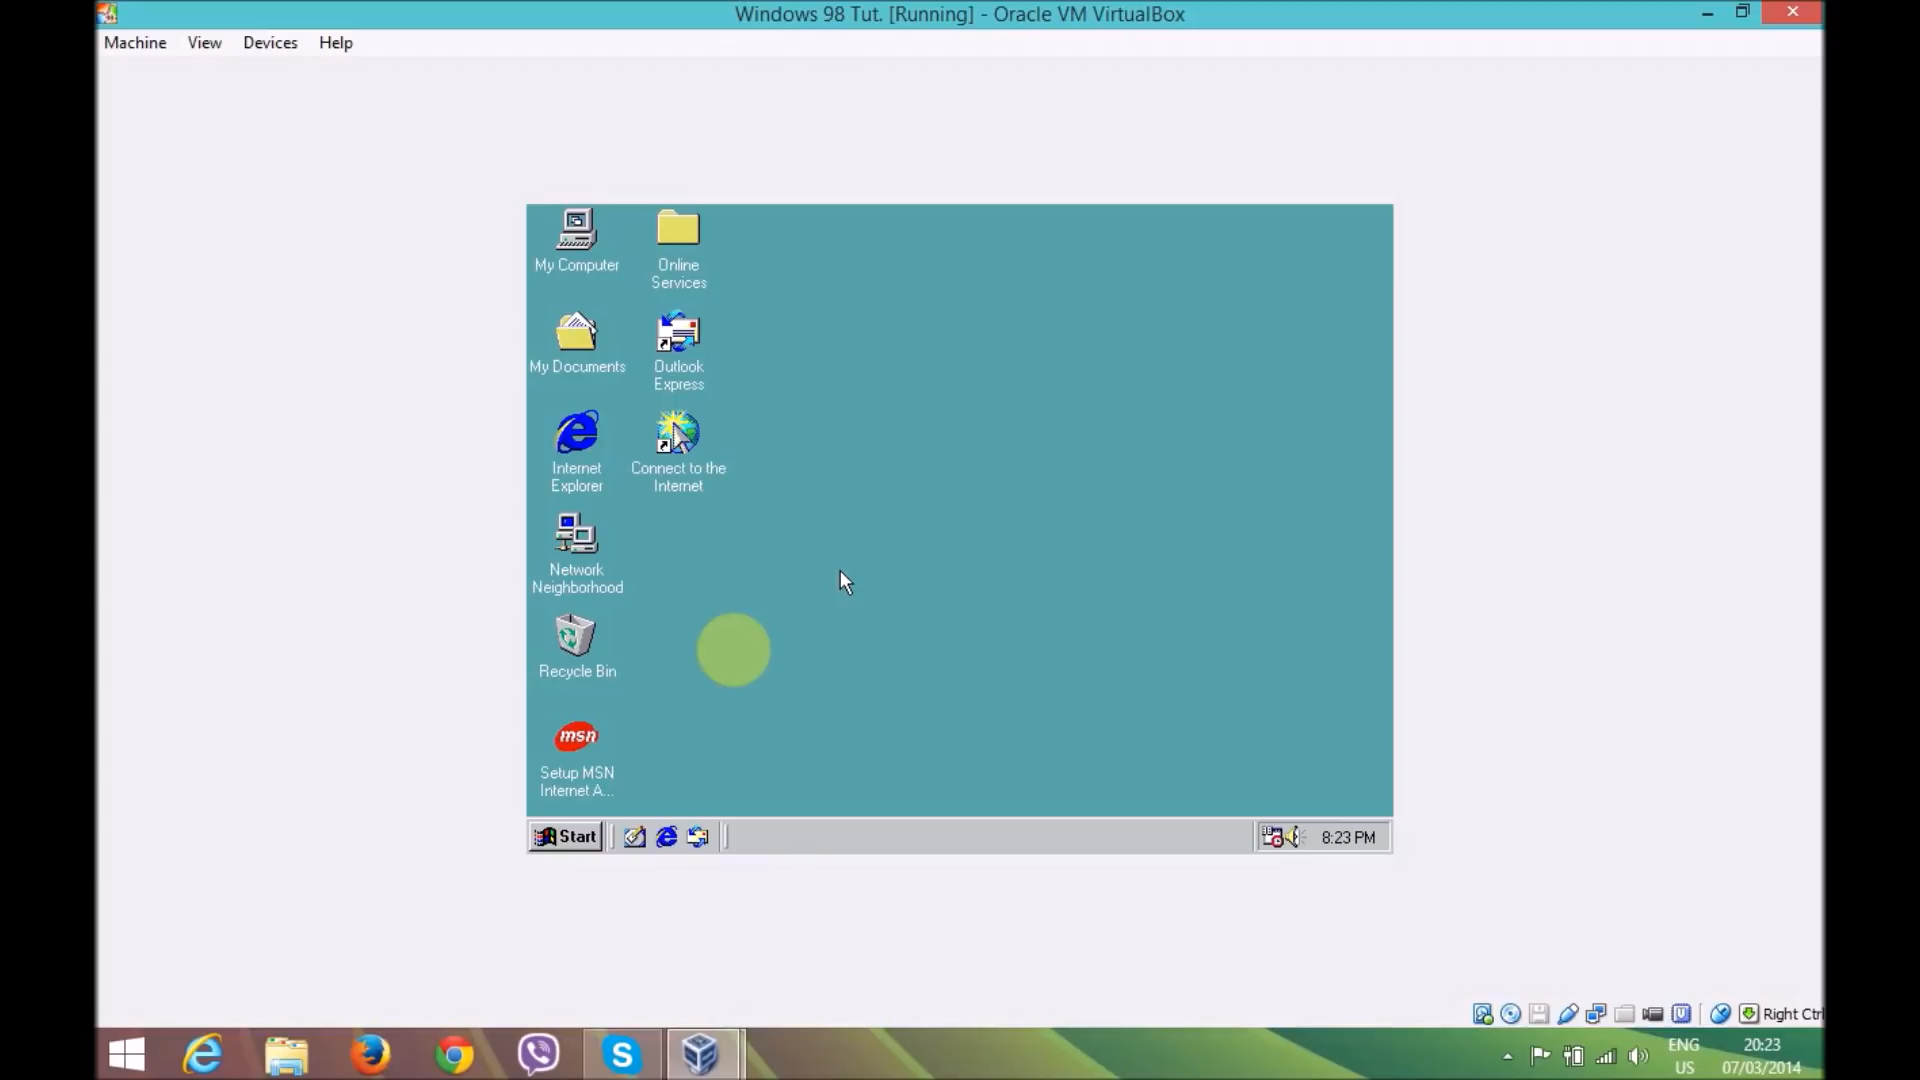 Windows 98 Tut. [Running] - Oracle VM VirtualBox
Machine View Devices Help
My Computer
Online
Services
My Documents
Outlook
Express
Internet
Explorer
Connect to the
Internet
Network
Neighborhood
Recycle Bin
msn
Setup MSN
Internet A...
Start
8:23 PM
Right Ctrl
ENG
US
20:23
07/03/2014